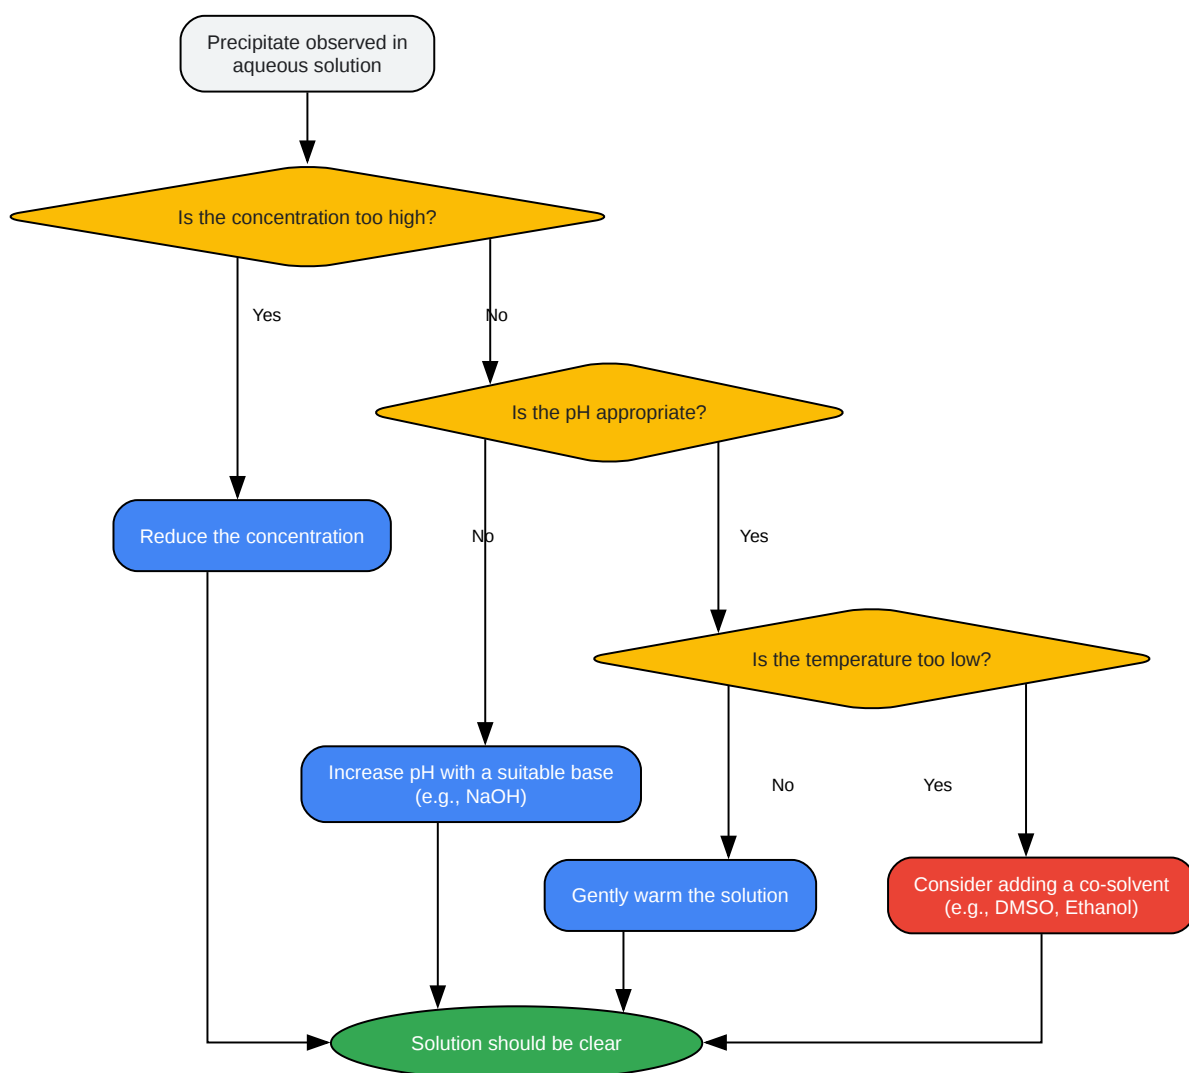 Precipitate observed in
aqueous solution
Is the concentration too high?
Yes
No
Is the pH appropriate?
Reduce the concentration
No
Yes
Is the temperature too low?
Increase pH with a suitable base
(e.g., NaOH)
No
Yes
Gently warm the solution
Consider adding a co-solvent
(e.g., DMSO, Ethanol)
Solution should be clear